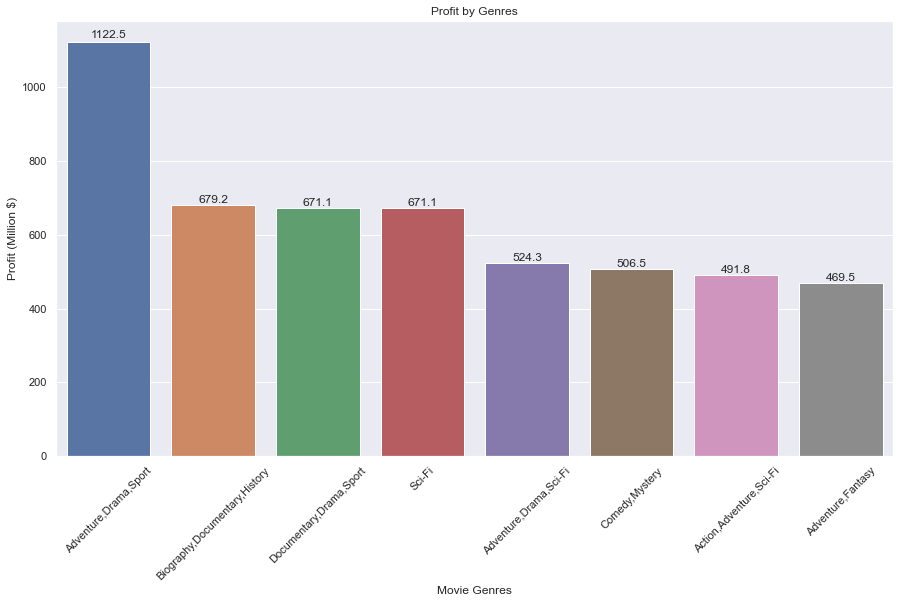 Profit by Genres
1122.5
679.2
671.1
671.1
524.3
506.5
491.8
469.5
1000
800
600
400
200
0
Profit (Million $)
Adventure,Drama,Sport
Biography,Documentary,History
Documentary,Drama,Sport
Sci-Fi
Adventure,Drama,Sci-Fi
Comedy,Mystery
Action,Adventure,Sci-Fi
Adventure,Fantasy
Movie Genres